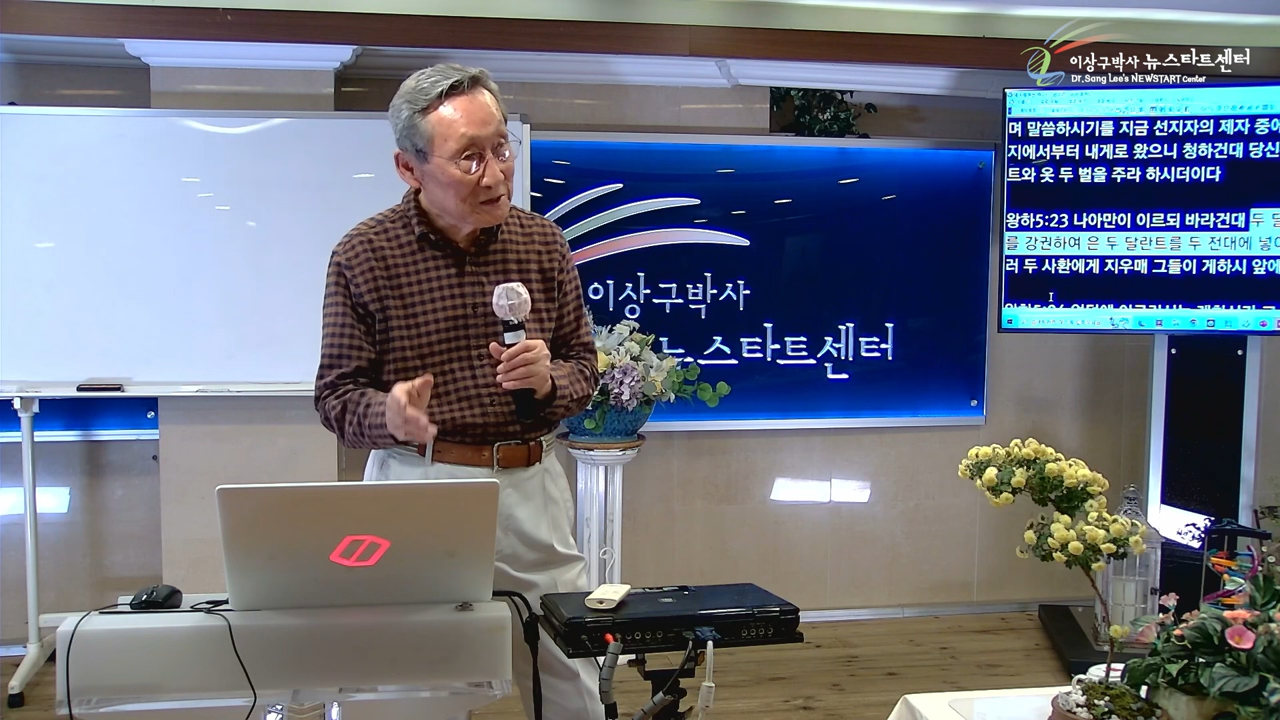 이상구박사 뉴스타트센터
Dr. Sang Lee's NEWSTART Center
며 말씀하시기를 지금 선지자의 제자 중에
지에서부터 내게로 왔으니 청하건대 당신
트와 옷 두 벌을 주라 하시더이다
왕하5:23 나아만이 이르되 바라건대 두 달
를 강권하여 은 두 달란트를 두 전대에 넣어
러 두 사환에게 지우매 그들이 게하시 앞에
이상구박사
뉴스타트센터